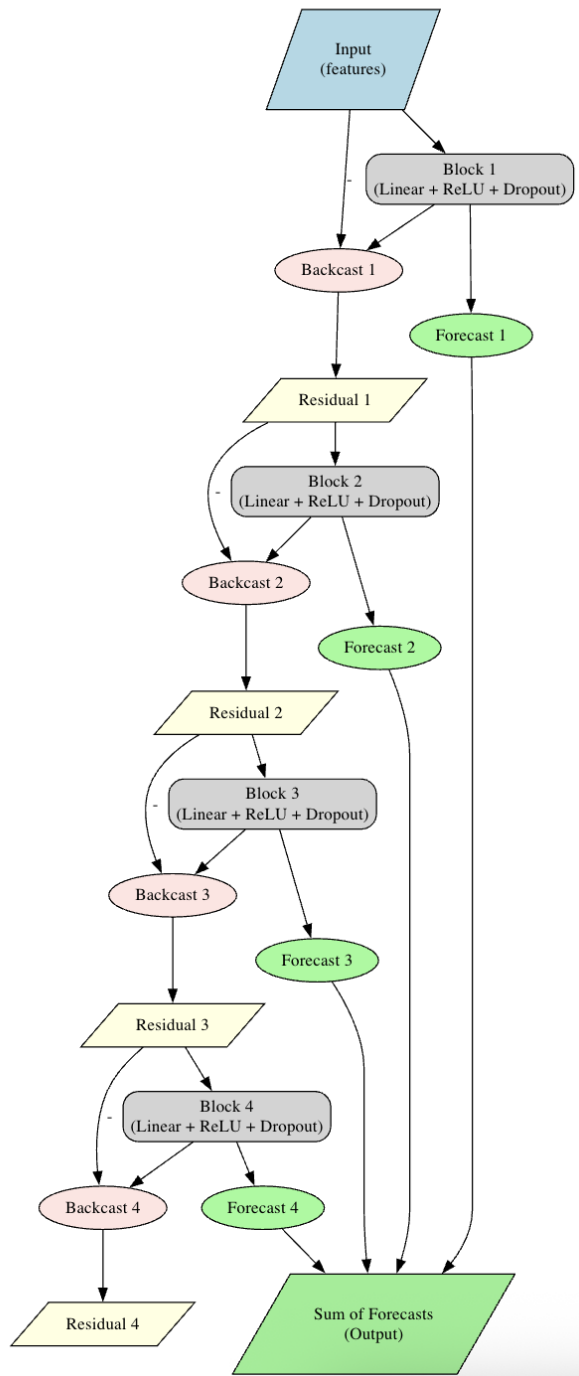 Input
(features)
-
Block 1
(Linear + ReLU + Dropout)
Backcast 1
Forecast 1
Residual 1
-
Block 2
(Linear + ReLU + Dropout)
Backcast 2
Forecast 2
Residual 2
-
Block 3
(Linear + ReLU + Dropout)
Backcast 3
Forecast 3
Residual 3
-
Block 4
(Linear + ReLU + Dropout)
Backcast 4
Forecast 4
Residual 4
Sum of Forecasts
(Output)